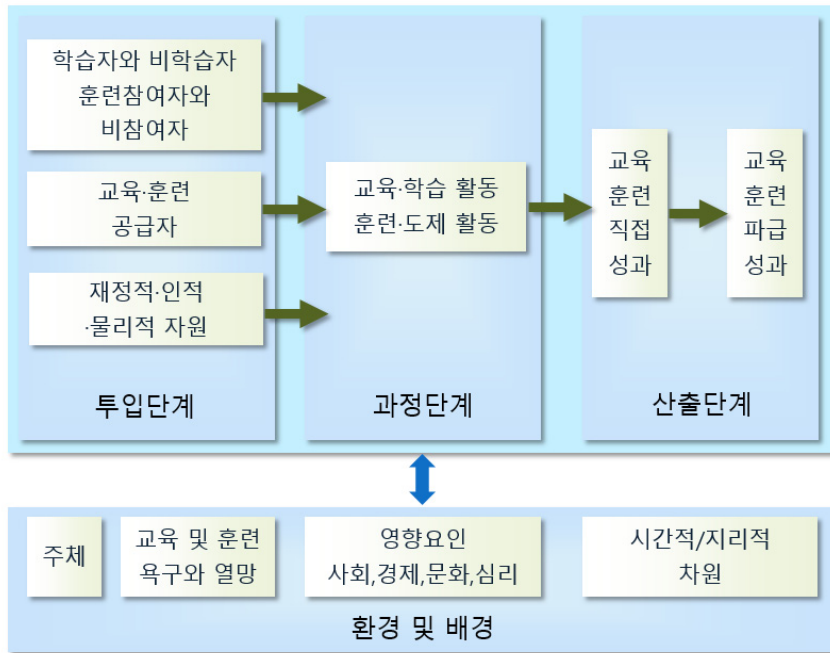 학습자와 비학습자
훈련참여자와
비참여자
교육·훈련
공급자
재정적·인적
·물리적 자원
투입단계
교육·학습 활동
훈련·도제 활동
과정단계
교육
훈련
직접
성과
교육
훈련
파급
성과
산출단계
주체
교육 및 훈련
욕구와 열망
영향요인
사회,경제,문화,심리
시간적/지리적
차원
환경 및 배경